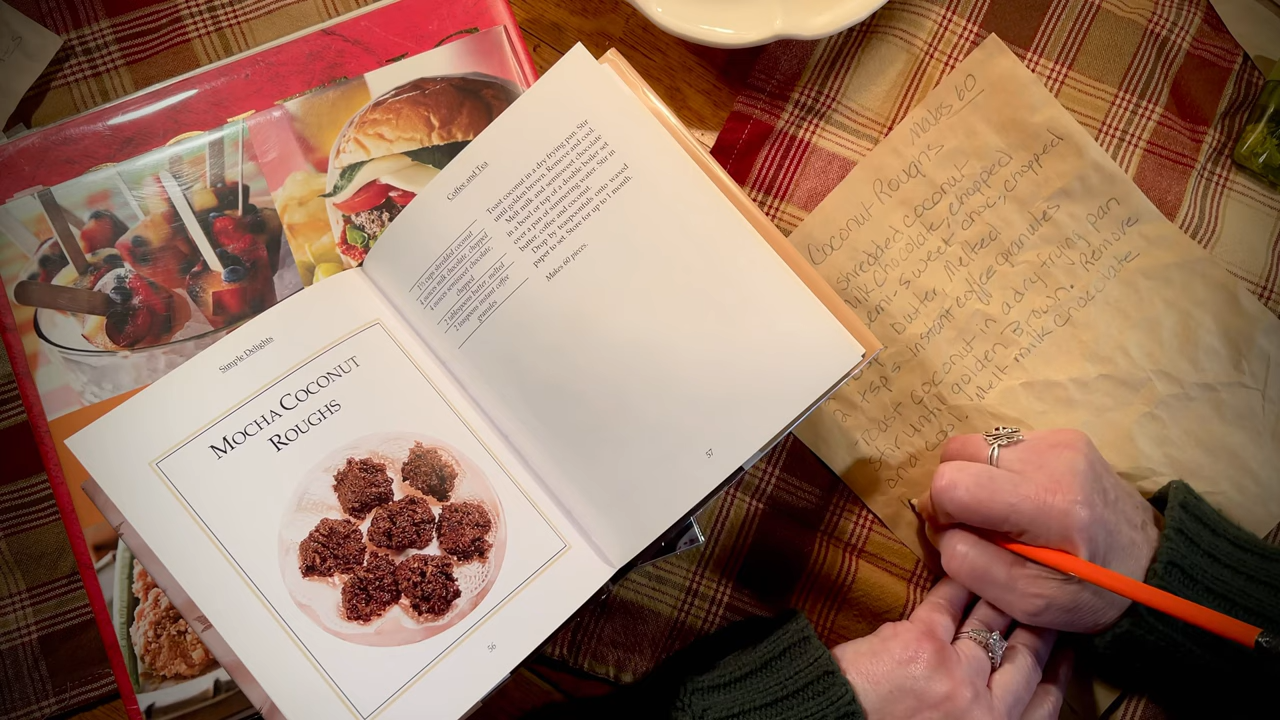 Simple Delights
MOCHA COCONUT
ROUGHS
56
Coffee and Tea
1⅓ cups shredded coconut
4 ounces milk chocolate, chopped
4 ounces semisweet chocolate,
chopped
2 tablespoons butter, melted
2 teaspoons instant coffee
granules
Toast coconut in a dry frying pan. Stir
until golden brown. Remove and cool.
Melt milk and semisweet chocolate
in a bowl or top of a double boiler set
over a pan of simmering water. Stir in
butter, coffee and coconut.
Drop by teaspoonfuls onto waxed
paper to set. Store for up to 1 month.
Makes 60 pieces.
57
Coconut Roughs makes 60
shredded coconut
milk chocolate, chopped
semi-sweet choc, chopped
butter, melted
2 tsps instant coffee granules
Toast coconut in a dry frying pan
stir until golden Brown. Remove
and cool. Melt milk chocolate